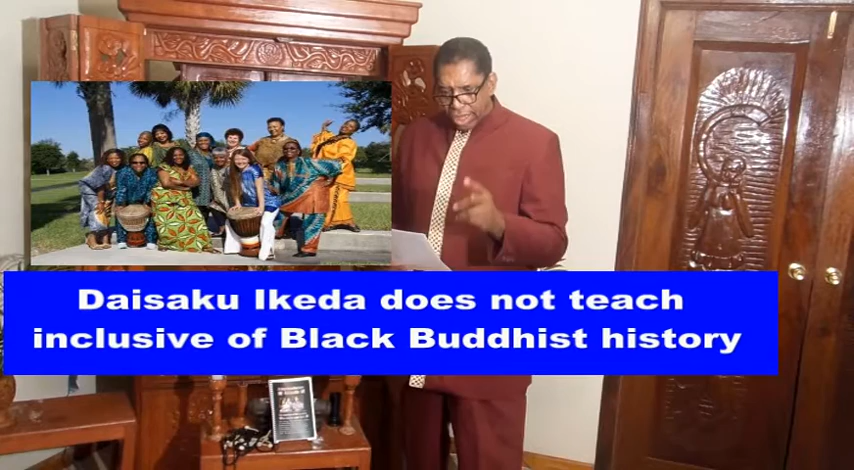 Daisaku Ikeda does not teach
inclusive of Black Buddhist history